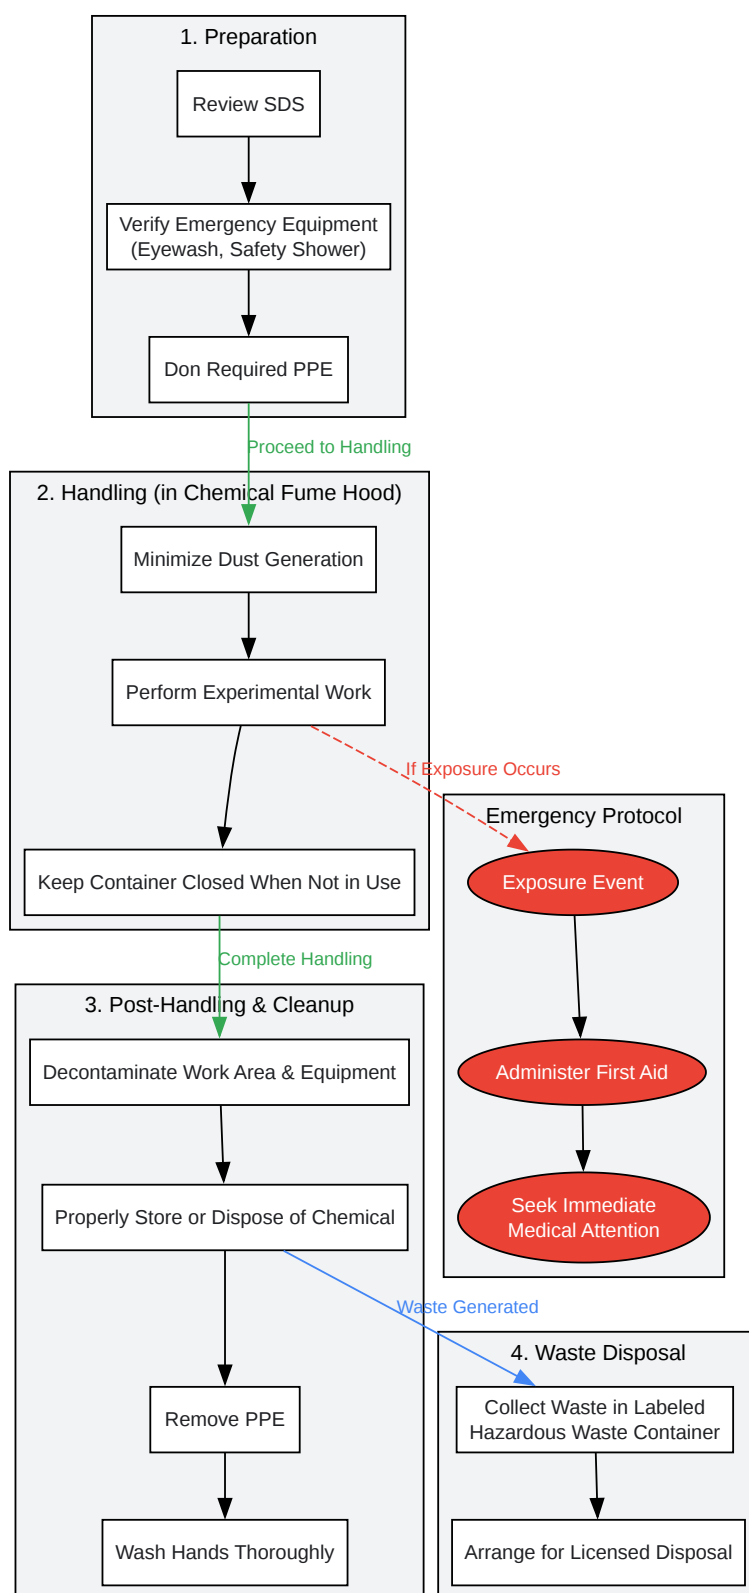 1. Preparation
Review SDS
Verify Emergency Equipment
(Eyewash, Safety Shower)
Don Required PPE
Proceed to Handling
2. Handling (in Chemical Fume Hood)
Minimize Dust Generation
Perform Experimental Work
If Exposure Occurs
Keep Container Closed When Not in Use
Emergency Protocol
Exposure Event
Administer First Aid
Seek Immediate
Medical Attention
Complete Handling
3. Post-Handling & Cleanup
Decontaminate Work Area & Equipment
Properly Store or Dispose of Chemical
Waste Generated
Remove PPE
Wash Hands Thoroughly
4. Waste Disposal
Collect Waste in Labeled
Hazardous Waste Container
Arrange for Licensed Disposal